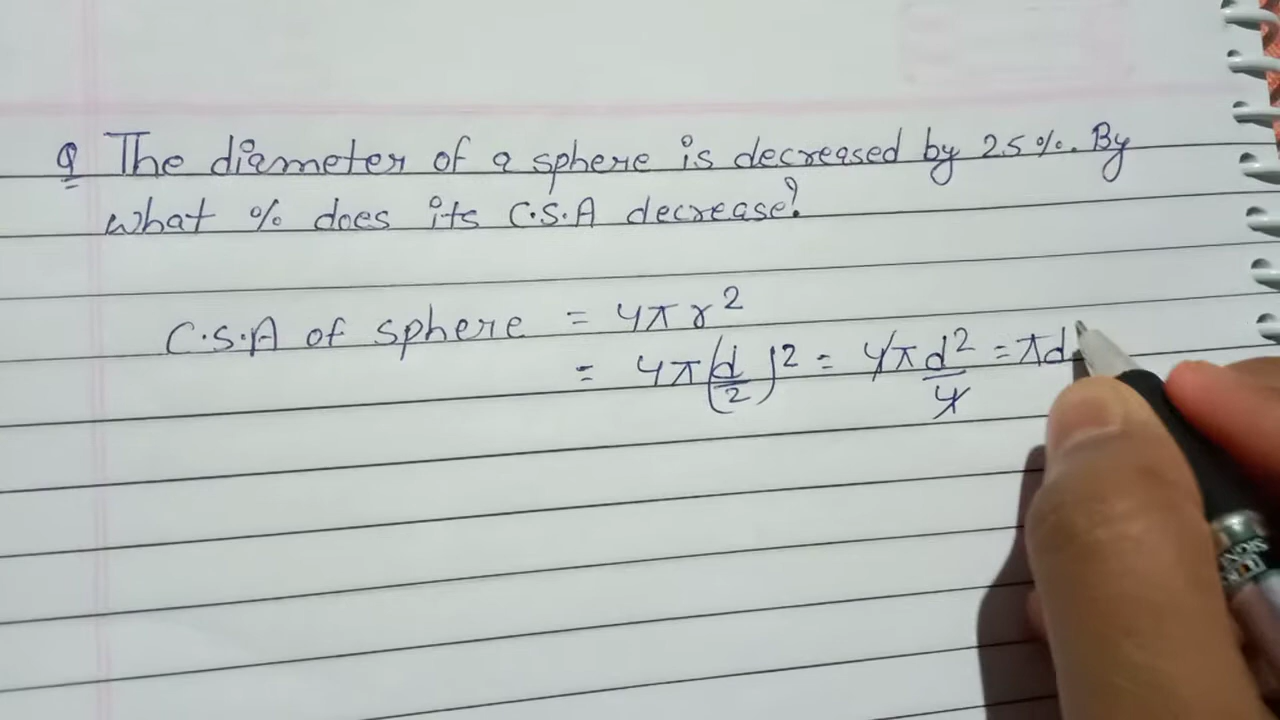 Q The diameter of a sphere is decreased by 25%. By
what % does its C.S.A decrease?
C.S.A of sphere = 4πr²
= 4π(d/2)² = 4πd²/4 = πd